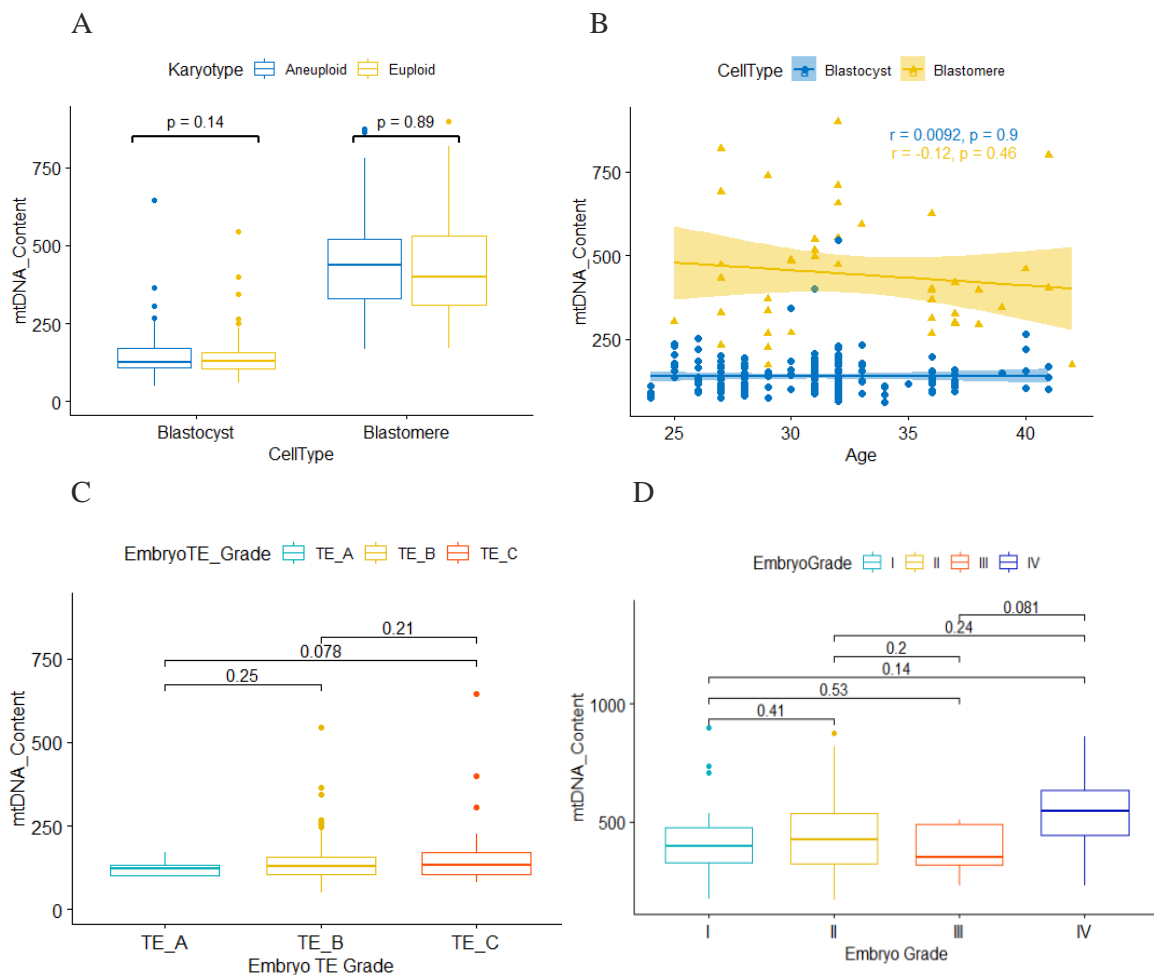 A
Karyotype Aneuploid Euploid
p = 0.14
p = 0.89
mtDNA_Content
750
500
250
0
Blastocyst Blastomere
CellType
B
CellType Blastocyst Blastomere
r = 0.0092, p = 0.9
r = -0.12, p = 0.46
mtDNA_Content
750
500
250
25 30 35 40
Age
C
EmbryoTE_Grade TE_A TE_B TE_C
0.21
0.078
0.25
mtDNA_Content
750
500
250
0
TE_A TE_B TE_C
Embryo TE Grade
D
EmbryoGrade I II III IV
0.081
0.24
0.2
0.14
0.53
0.41
mtDNA_Content
1000
500
I II III IV
Embryo Grade